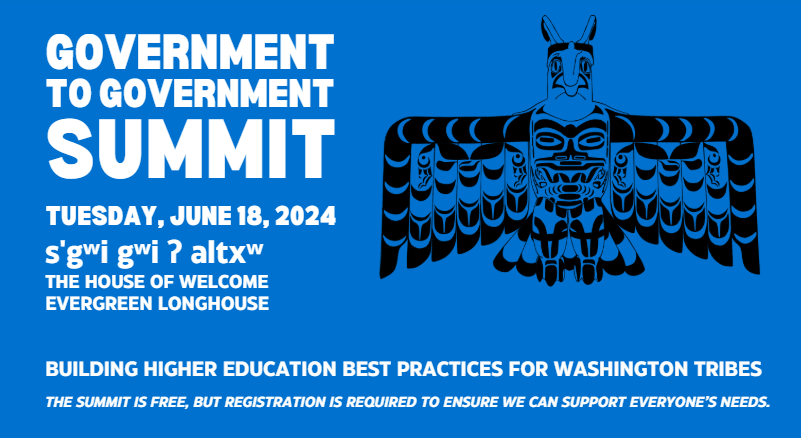 GOVERNMENT
TO GOVERNMENT
SUMMIT
TUESDAY, JUNE 18, 2024
s'gʷi gʷi ʔ altxʷ
THE HOUSE OF WELCOME
EVERGREEN LONGHOUSE
BUILDING HIGHER EDUCATION BEST PRACTICES FOR WASHINGTON TRIBES
THE SUMMIT IS FREE, BUT REGISTRATION IS REQUIRED TO ENSURE WE CAN SUPPORT EVERYONE'S NEEDS.